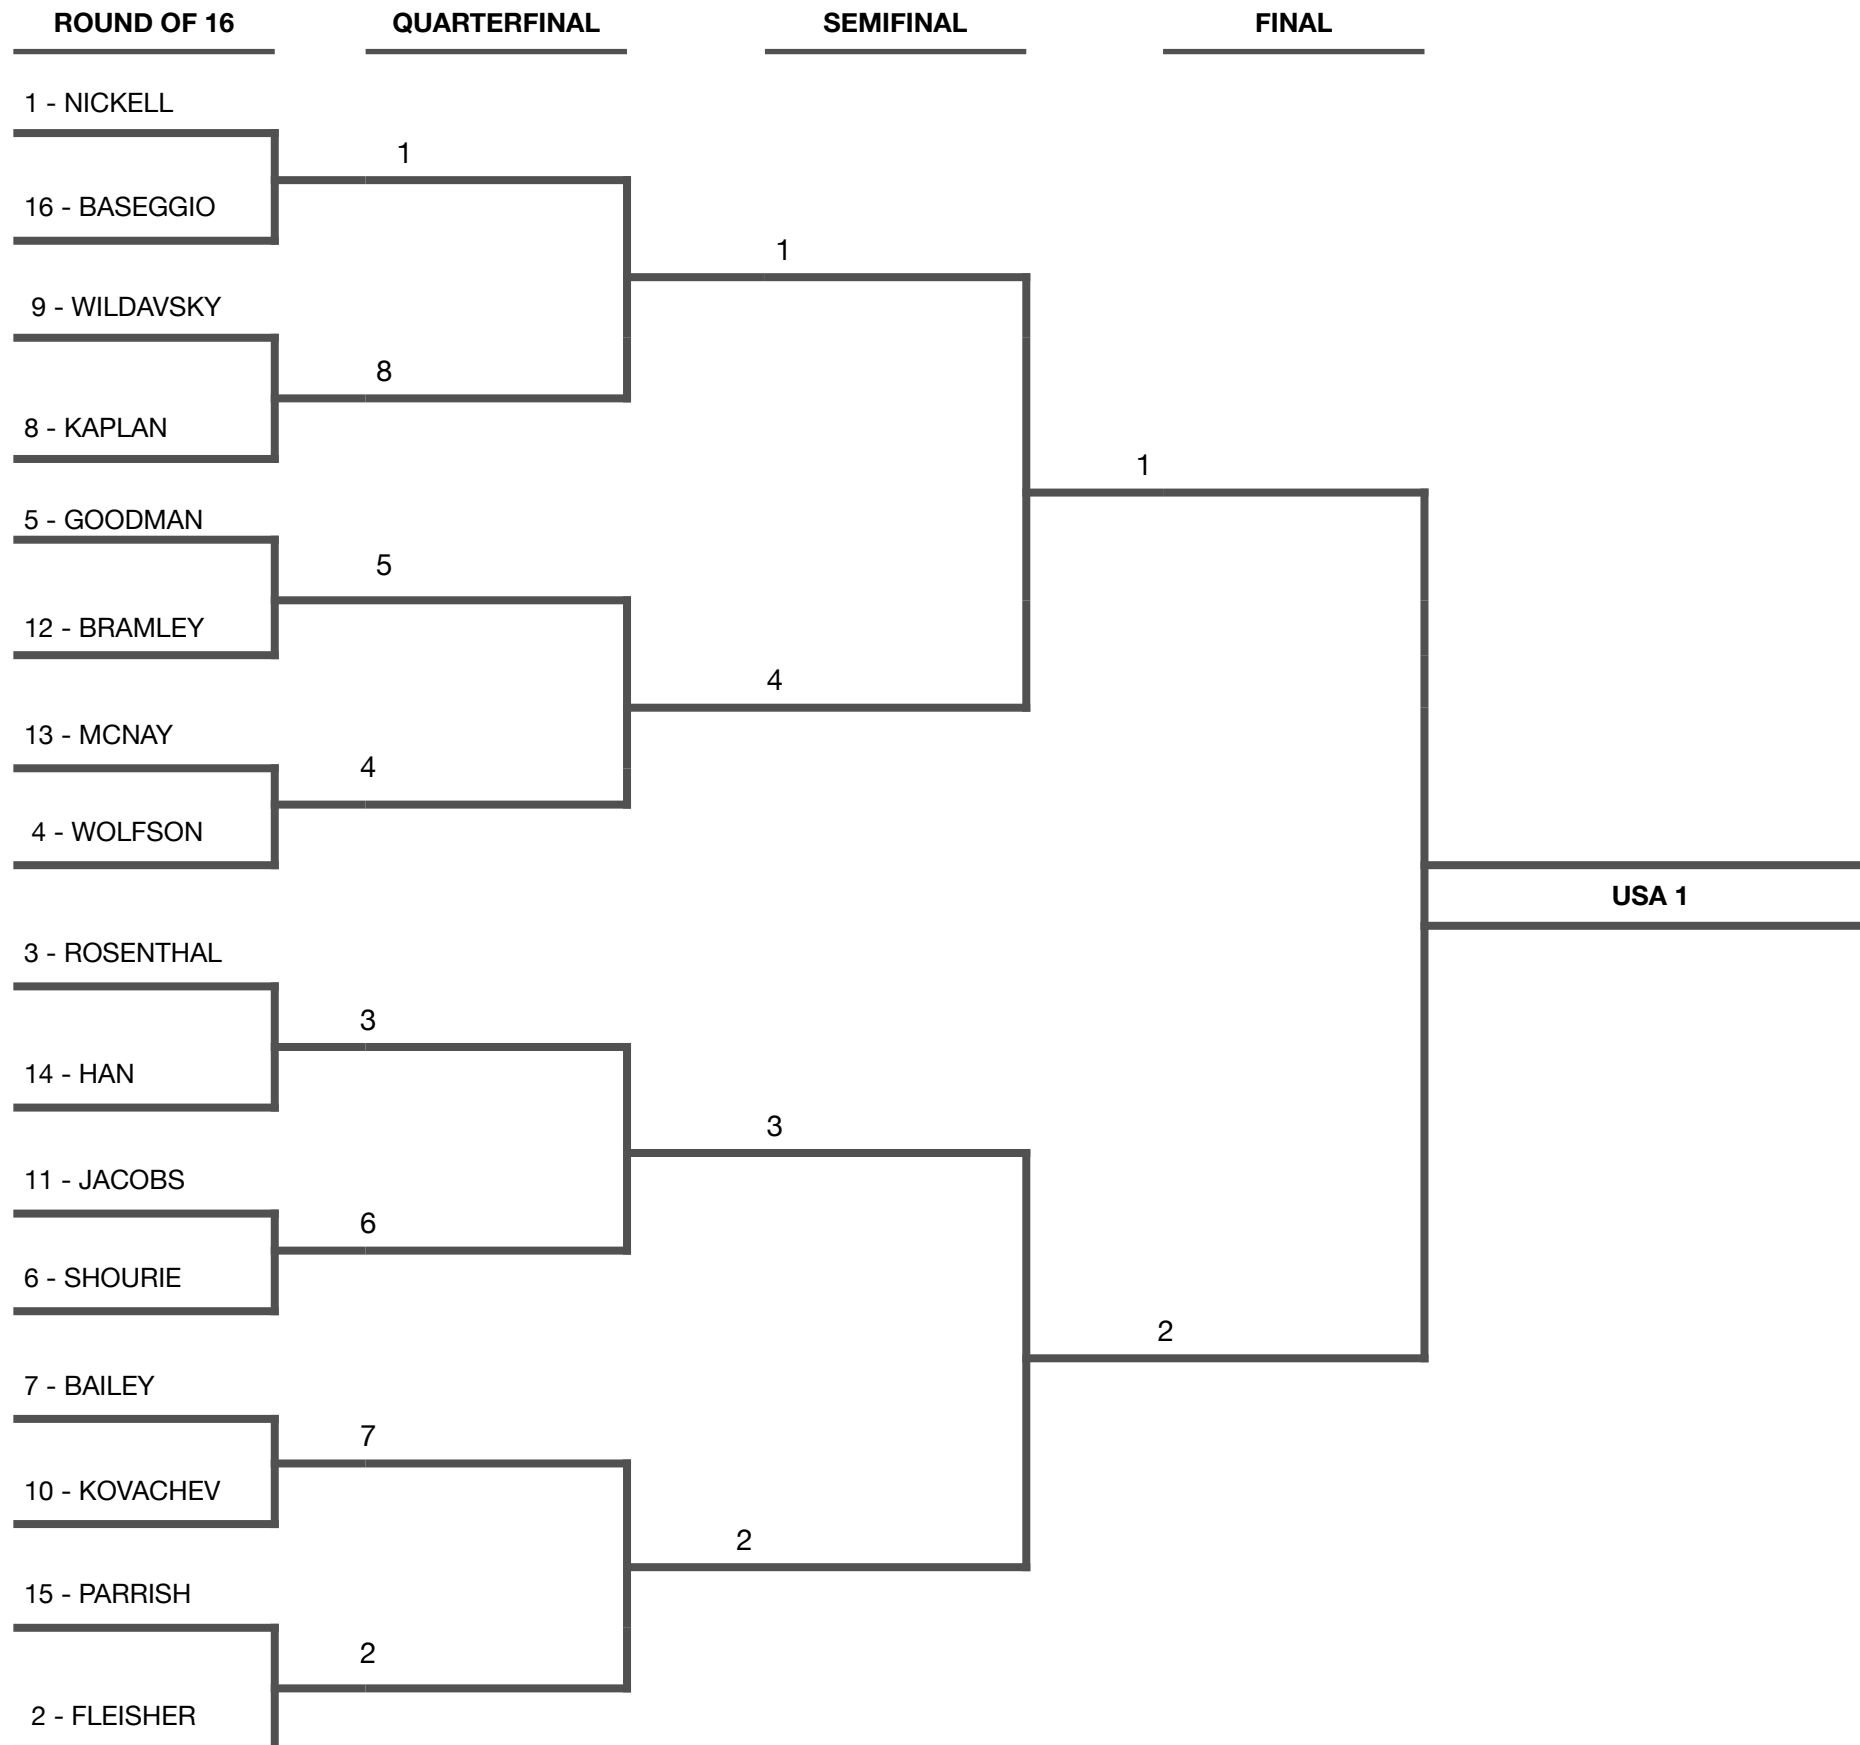 ROUND OF 16
QUARTERFINAL
SEMIFINAL
FINAL
1 - NICKELL
1
16 - BASEGGIO
1
9 - WILDAVSKY
8
8 - KAPLAN
1
5 - GOODMAN
5
12 - BRAMLEY
4
13 - MCNAY
4
4 - WOLFSON
USA 1
3 - ROSENTHAL
3
14 - HAN
3
11 - JACOBS
6
6 - SHOURIE
2
7 - BAILEY
7
10 - KOVACHEV
2
15 - PARRISH
2
2 - FLEISHER